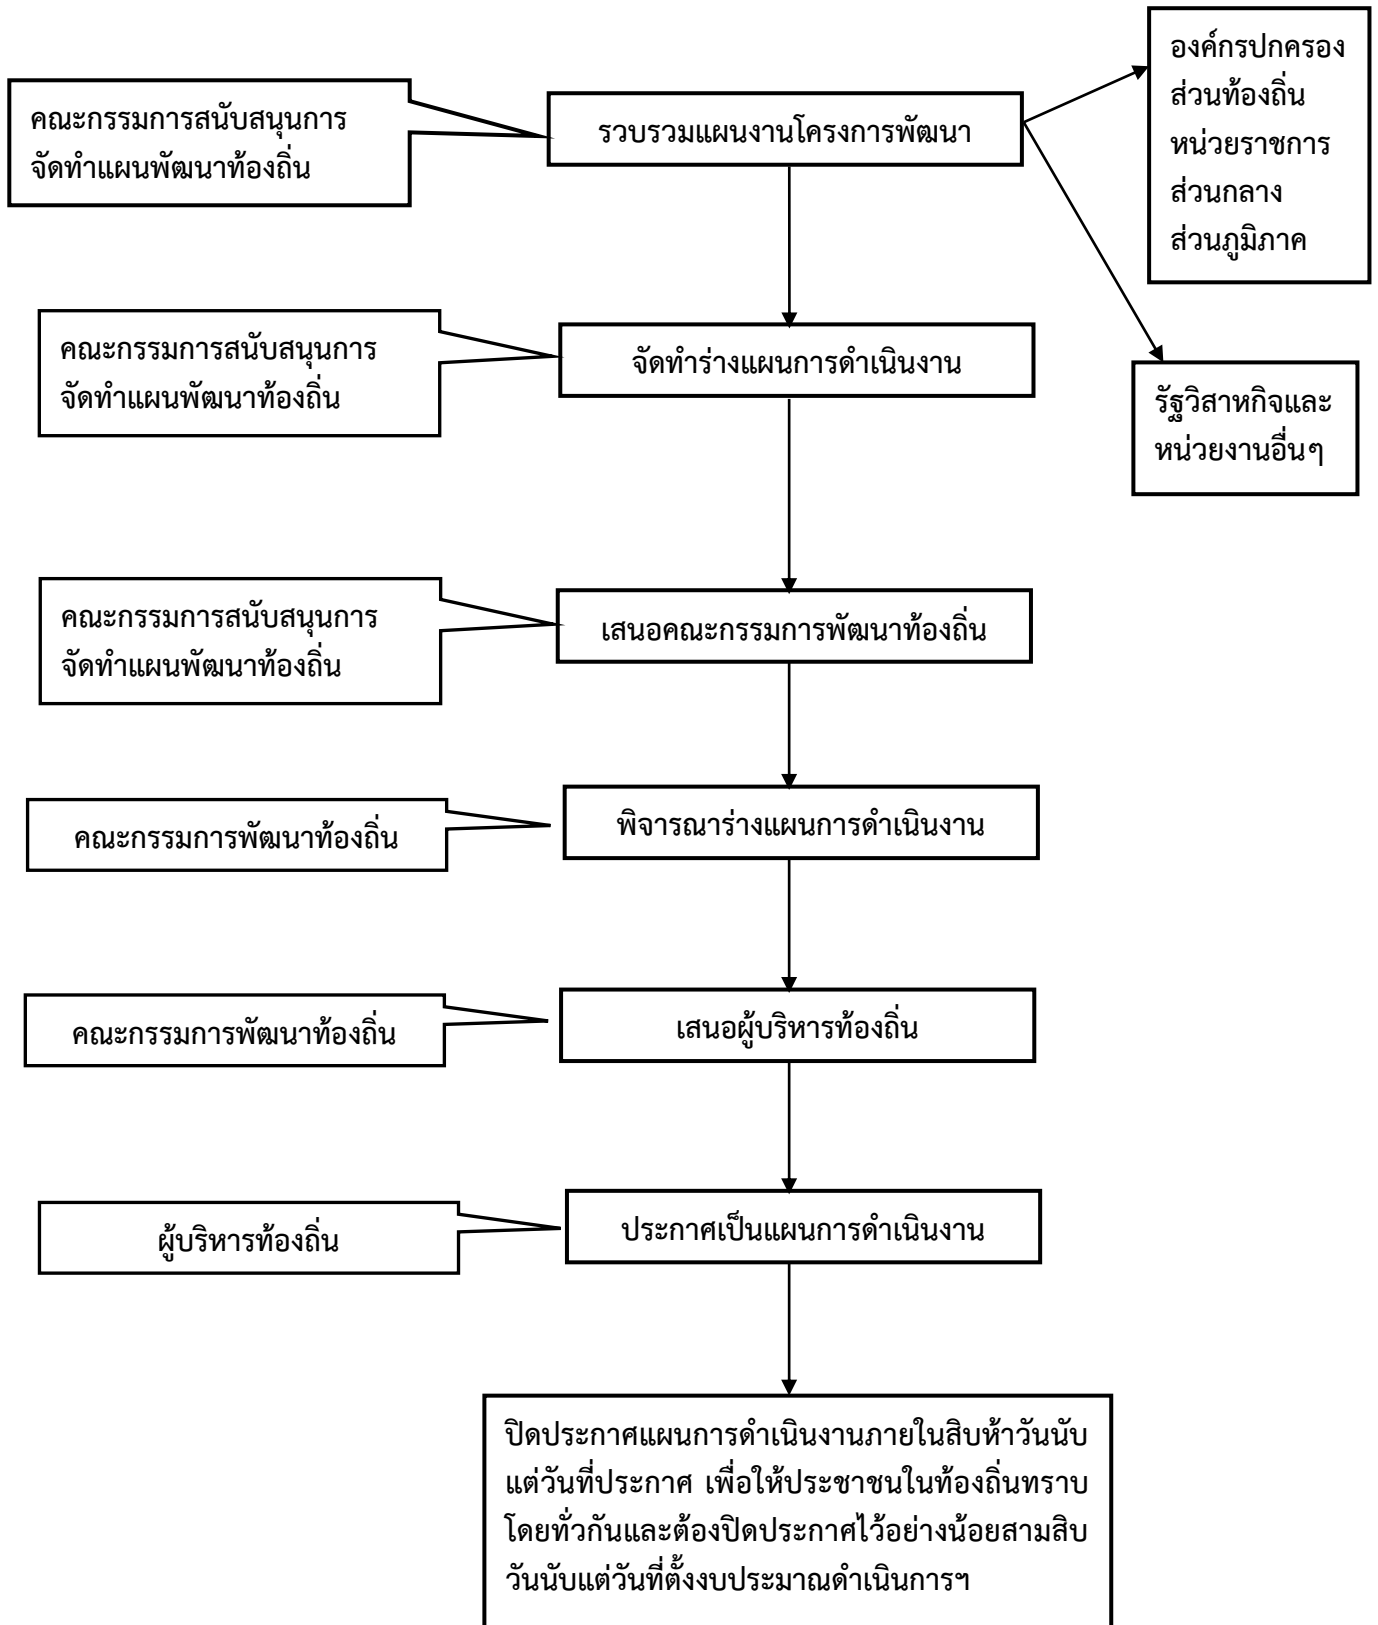 องค์กรปกครอง
ส่วนท้องถิ่น
หน่วยราชการ
ส่วนกลาง
ส่วนภูมิภาค
คณะกรรมการสนับสนุนการ
จัดทำแผนพัฒนาท้องถิ่น
รวบรวมแผนงานโครงการพัฒนา
คณะกรรมการสนับสนุนการ
จัดทำแผนพัฒนาท้องถิ่น
จัดทำร่างแผนการดำเนินงาน
รัฐวิสาหกิจและ
หน่วยงานอื่นๆ
คณะกรรมการสนับสนุนการ
จัดทำแผนพัฒนาท้องถิ่น
เสนอคณะกรรมการพัฒนาท้องถิ่น
คณะกรรมการพัฒนาท้องถิ่น
พิจารณาร่างแผนการดำเนินงาน
คณะกรรมการพัฒนาท้องถิ่น
เสนอผู้บริหารท้องถิ่น
ผู้บริหารท้องถิ่น
ประกาศเป็นแผนการดำเนินงาน
ปิดประกาศแผนการดำเนินงานภายในสิบห้าวันนับ
แต่วันที่ประกาศ เพื่อให้ประชาชนในท้องถิ่นทราบ
โดยทั่วกันและต้องปิดประกาศไว้อย่างน้อยสามสิบ
วันนับแต่วันที่ตั้งงบประมาณดำเนินการฯ